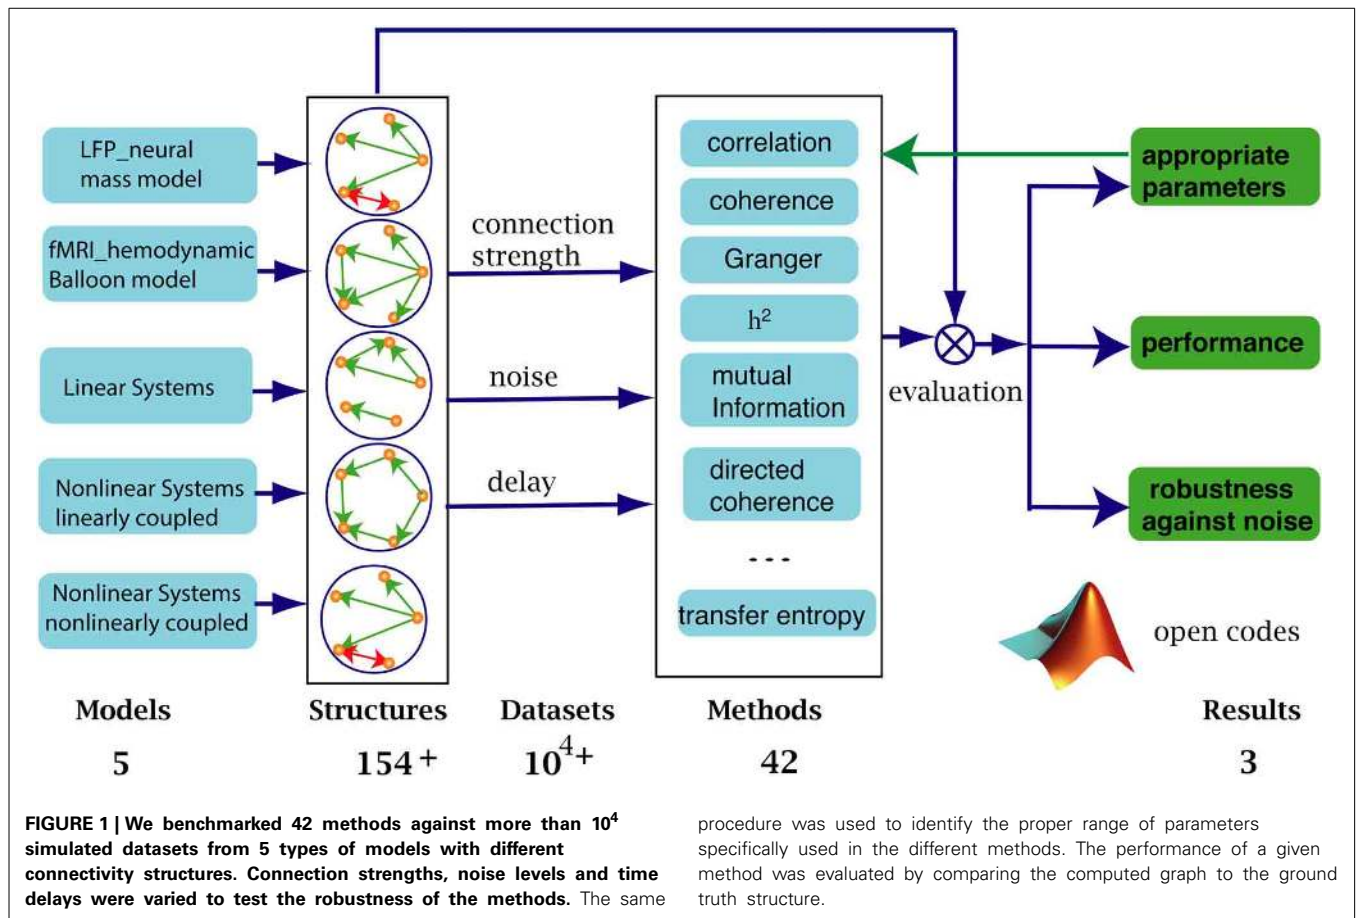 LFP_neural
mass model
fMRI_hemodynamic
Balloon model
Linear Systems
Nonlinear Systems
linearly coupled
Nonlinear Systems
nonlinearly coupled
connection
strength
noise
delay
correlation
coherence
Granger
h²
mutual
Information
directed
coherence
- - -
transfer entropy
evaluation
appropriate
parameters
performance
robustness
against noise
open codes
Models
Structures
Datasets
Methods
Results
5
154+
10⁴+
42
3
FIGURE 1 | We benchmarked 42 methods against more than 10⁴
simulated datasets from 5 types of models with different
connectivity structures. Connection strengths, noise levels and time
delays were varied to test the robustness of the methods. The same
procedure was used to identify the proper range of parameters
specifically used in the different methods. The performance of a given
method was evaluated by comparing the computed graph to the ground
truth structure.